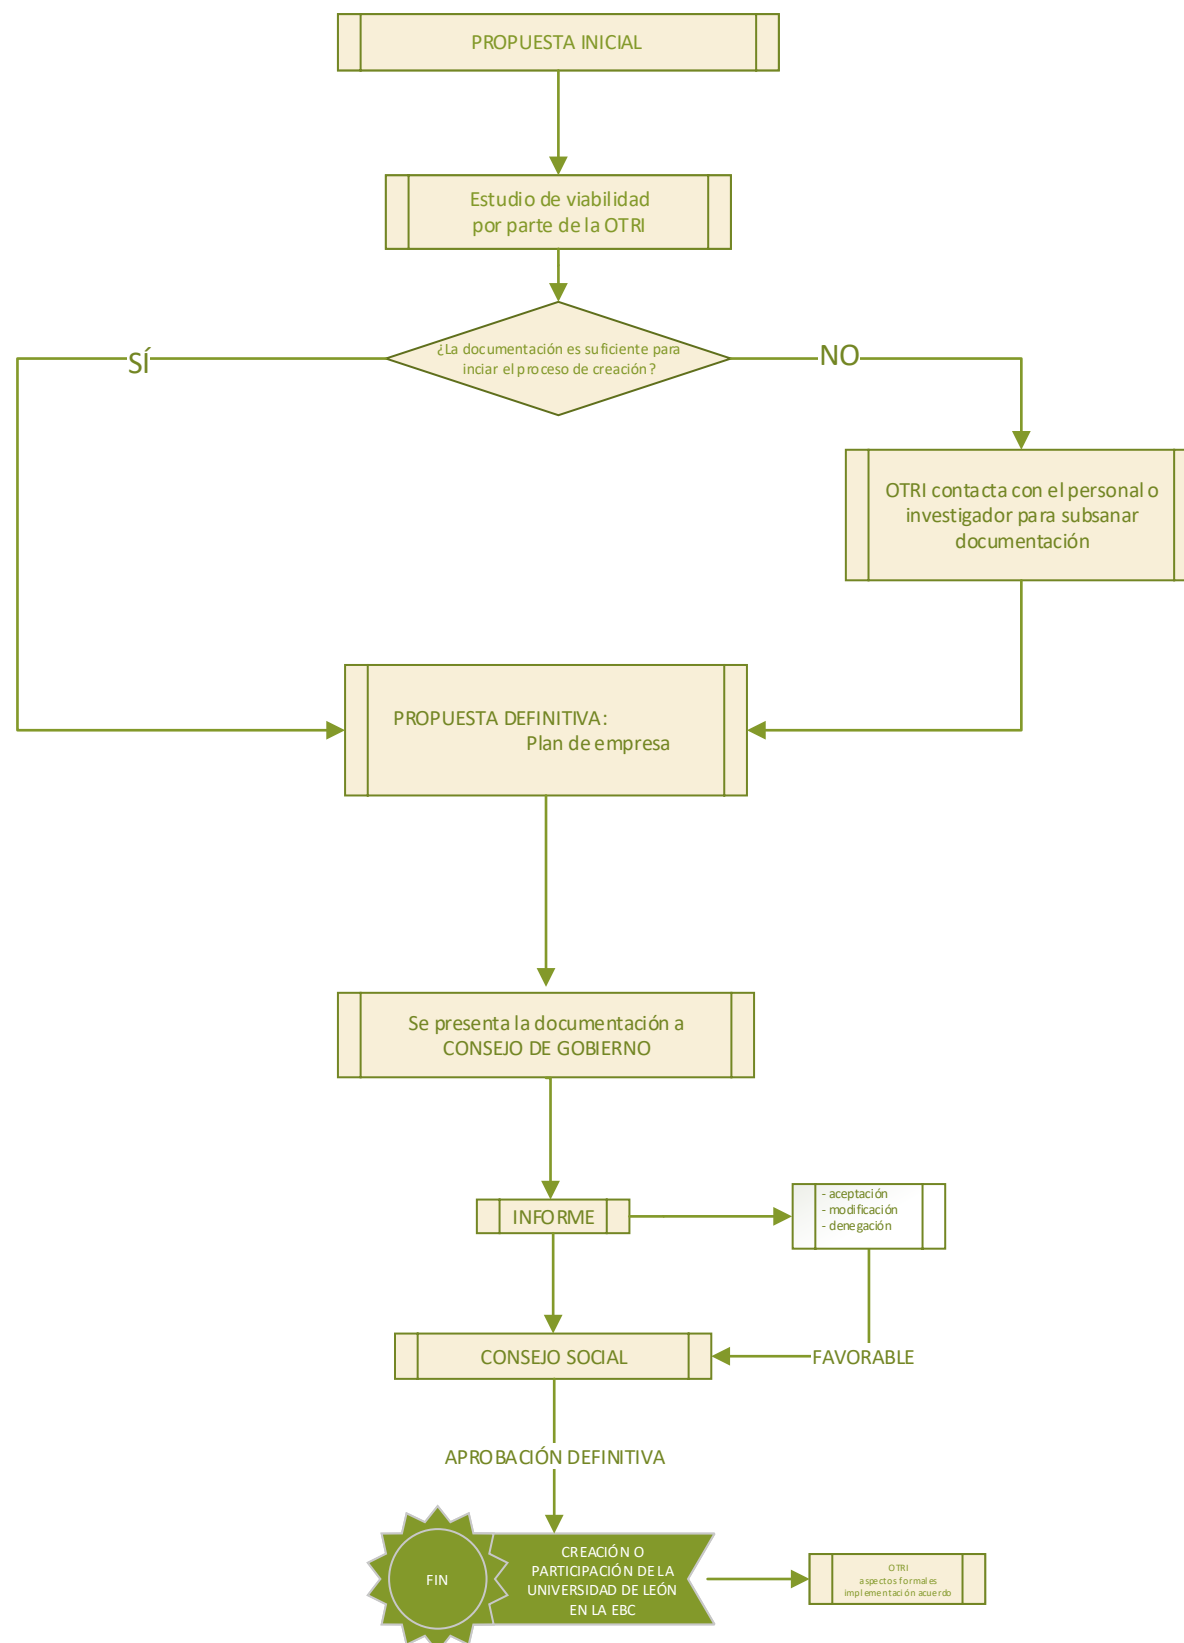 PROPUESTA INICIAL
Estudio de viabilidad
por parte de la OTRI
¿La documentación es suficiente para
inciar el proceso de creación?
SÍ
NO
OTRI contacta con el personal o
investigador para subsanar
documentación
PROPUESTA DEFINITIVA:
Plan de empresa
Se presenta la documentación a
CONSEJO DE GOBIERNO
INFORME
- aceptación
- modificación
- denegación
CONSEJO SOCIAL
FAVORABLE
APROBACIÓN DEFINITIVA
FIN
CREACIÓN O
PARTICIPACIÓN DE LA
UNIVERSIDAD DE LEÓN
EN LA EBC
OTRI
aspectos formales
implementación acuerdo